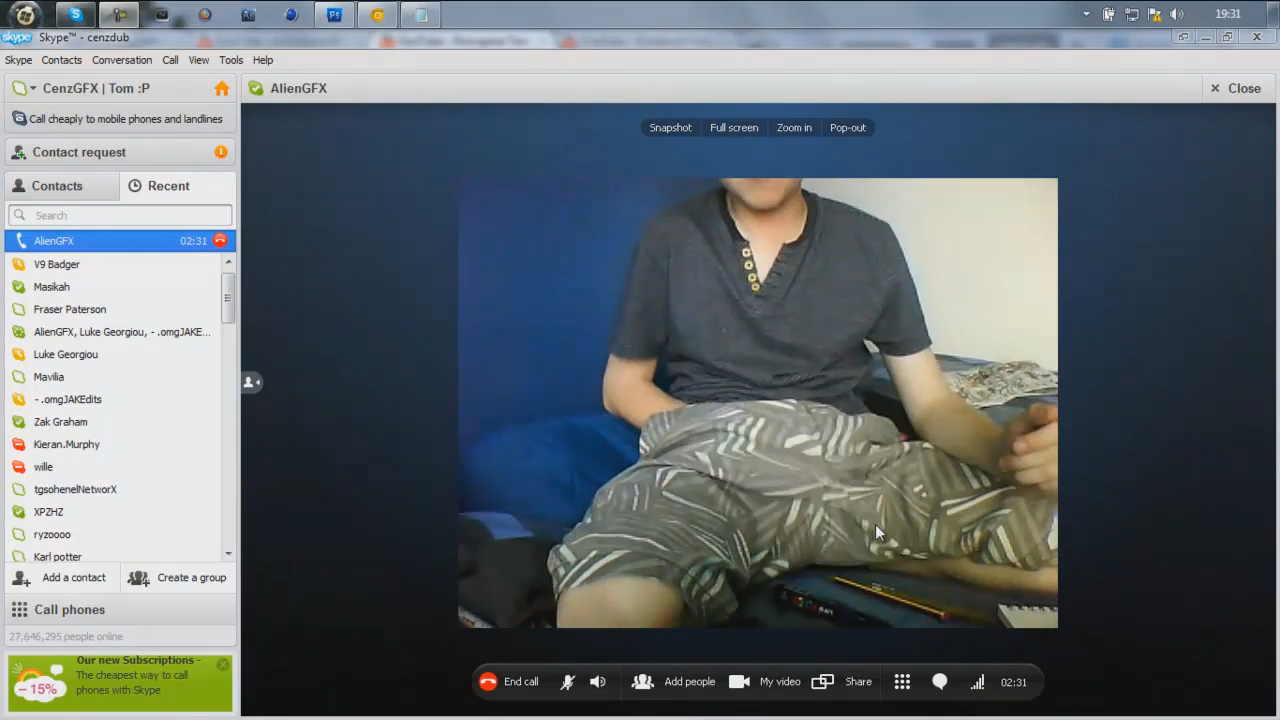 19:31
Skype™ - cenzdub
Skype Contacts Conversation Call View Tools Help
CenzGFX | Tom :P
AlienGFX
Close
Call cheaply to mobile phones and landlines
Snapshot Full screen Zoom in Pop-out
Contact request 1
Contacts Recent
Search
AlienGFX 02:31
V9 Badger
Masikah
Fraser Paterson
AlienGFX, Luke Georgiou, - .omgJAKE...
Luke Georgiou
Mavilia
- .omgJAKEdits
Zak Graham
Kieran.Murphy
wille
tgsohenelNetworX
XPZHZ
ryzoooo
Karl potter
Add a contact Create a group
Call phones
27,646,295 people online
Our new Subscriptions -
The cheapest way to call
phones with Skype
- 15%
End call Add people My video Share 02:31